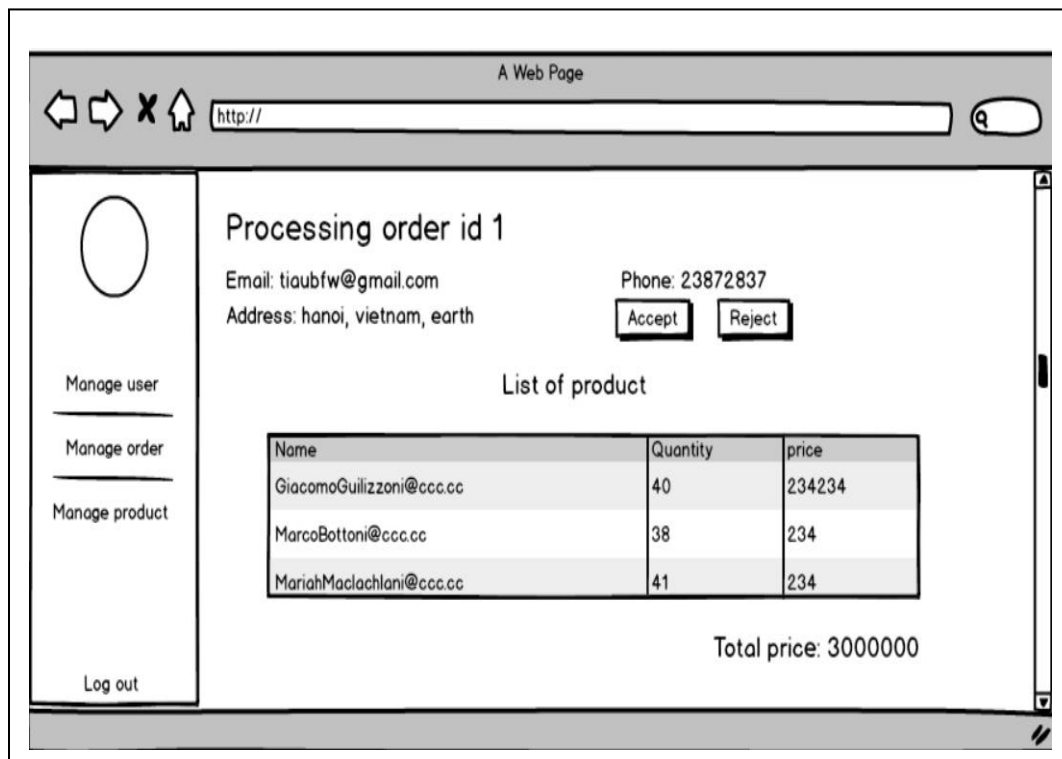 A Web Page
http://
Processing order id 1
Email: tiaubfw@gmail.com
Phone: 23872837
Address: hanoi, vietnam, earth
Accept
Reject
Manage user
Manage order
Manage product
Log out
List of product
Name Quantity price
GiacomoGuilizzoni@ccc.cc 40 234234
MarcoBottoni@ccc.cc 38 234
MariahMaclachlani@ccc.cc 41 234
Total price: 3000000